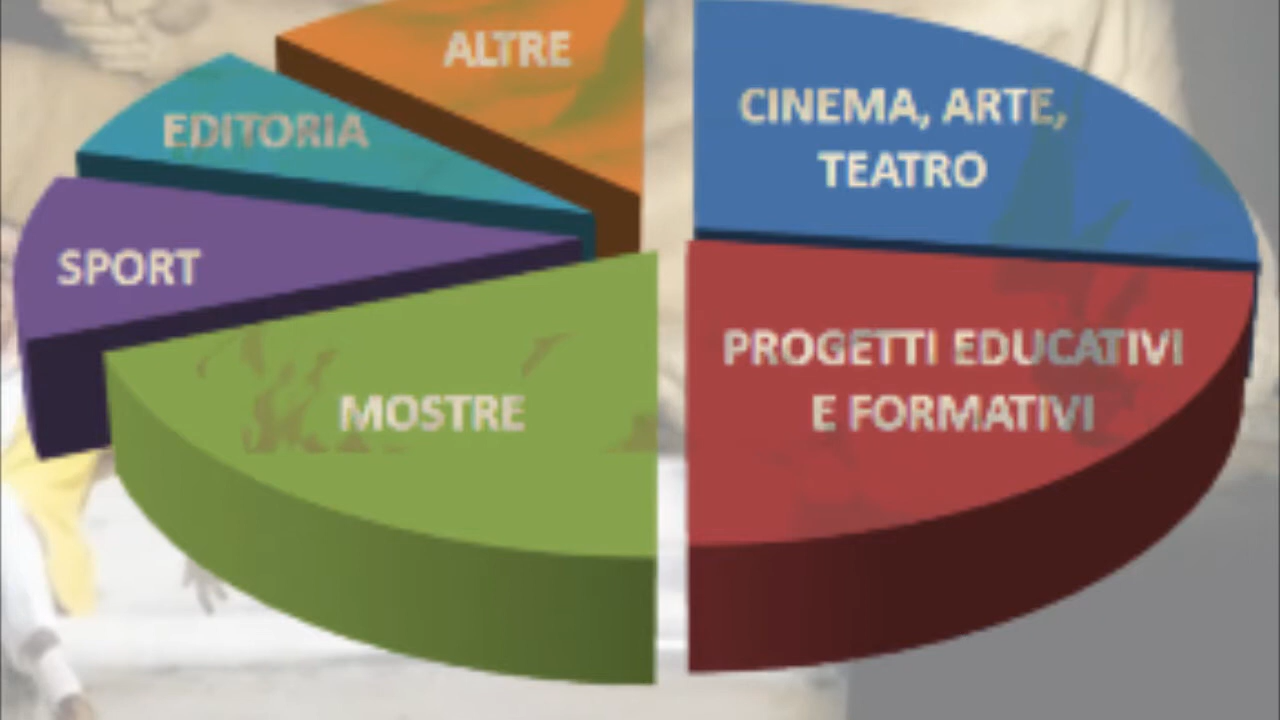 ALTRE
CINEMA, ARTE,
TEATRO
EDITORIA
SPORT
PROGETTI EDUCATIVI
E FORMATIVI
MOSTRE